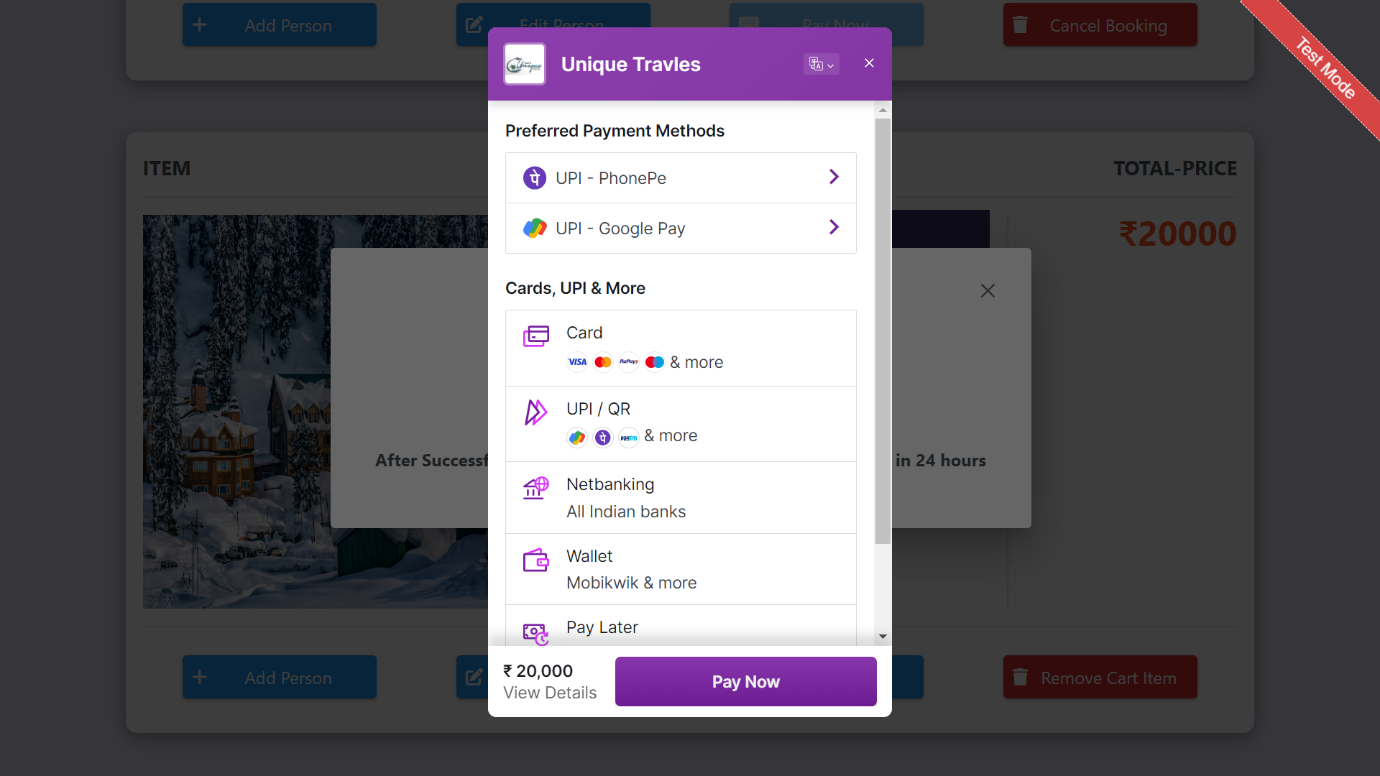 Add Person
Edit Person
Pay Now
Cancel Booking
Test Mode
Unique Travles
Preferred Payment Methods
UPI - PhonePe
UPI - Google Pay
Cards, UPI & More
Card
VISA RuPay & more
UPI / QR
paytm & more
Netbanking
All Indian banks
Wallet
Mobikwik & more
Pay Later
₹ 20,000
View Details
Pay Now
ITEM
TOTAL-PRICE
₹20000
After Successf
in 24 hours
Add Person
Remove Cart Item